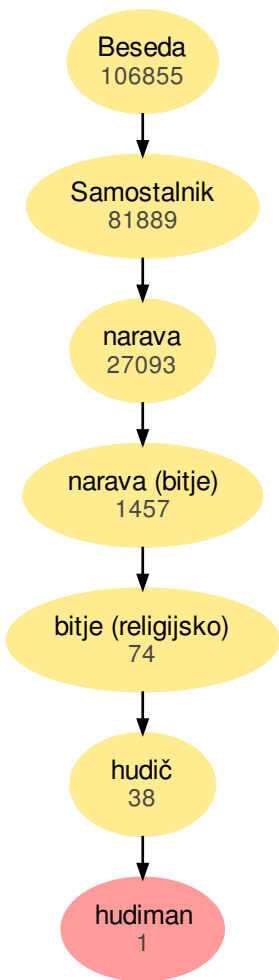 Beseda
106855
Samostalnik
81889
narava
27093
narava (bitje)
1457
bitje (religijsko)
74
hudič
38
hudiman
1